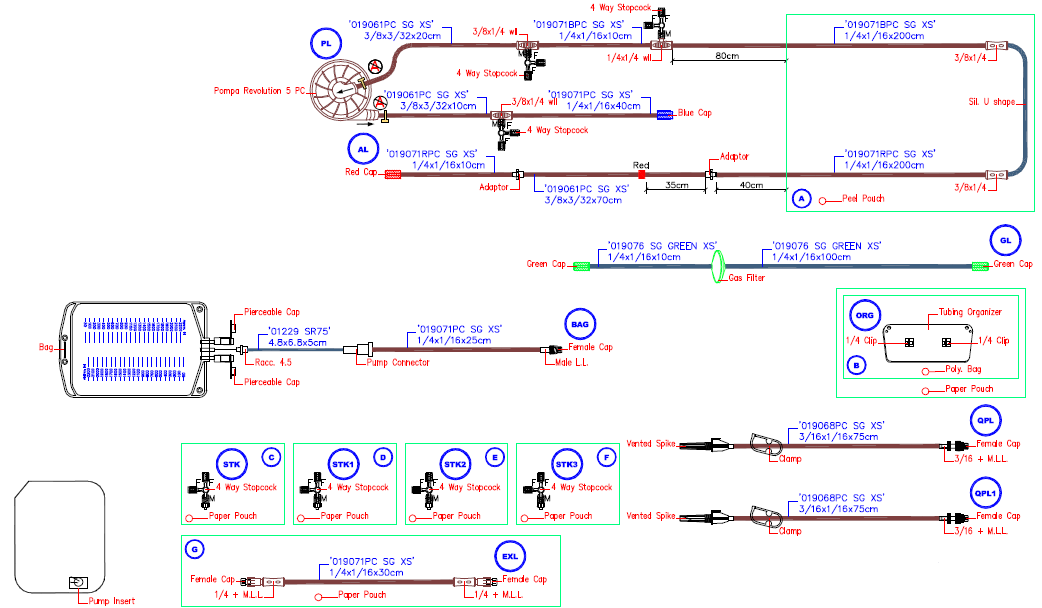 4 Way Stopcock
'019061PC SG XS'
3/8x3/32x20cm
3/8x1/4 wll
'019071BPC SG XS'
1/4x1/16x10cm
F
F
M
'019071BPC SG XS'
1/4x1/16x200cm
PL
A
M
F
F
4 Way Stopcock
1/4x1/4 wll
80cm
3/8x1/4
Pompa Revolution 5 PC
A
'019061PC SG XS'
3/8x3/32x10cm
3/8x1/4 wll
'019071PC SG XS'
1/4x1/16x40cm
Blue Cap
Sil. U shape
M
F
F
4 Way Stopcock
AL
'019071RPC SG XS'
1/4x1/16x10cm
Red
Adaptor
'019071RPC SG XS'
1/4x1/16x200cm
Red Cap
Adaptor
'019061PC SG XS'
3/8x3/32x70cm
35cm
40cm
3/8x1/4
A
Peel Pouch
'019076 SG GREEN XS'
1/4x1/16x10cm
'019076 SG GREEN XS'
1/4x1/16x100cm
GL
Green Cap
Gas Filter
Green Cap
Pierceable Cap
'01229 SR75'
4.8x6.8x5cm
'019071PC SG XS'
1/4x1/16x25cm
BAG
Female Cap
Bag
Racc. 4.5
Pump Connector
Male L.L.
Pierceable Cap
ORG
Tubing Organizer
1/4 Clip
1/4 Clip
B
Poly. Bag
Paper Pouch
'019068PC SG XS'
3/16x1/16x75cm
QPL
Vented Spike
Female Cap
Clamp
3/16 + M.L.L.
STK
C
F
F
4 Way Stopcock
M
Paper Pouch
STK1
D
F
F
4 Way Stopcock
M
Paper Pouch
STK2
E
F
F
4 Way Stopcock
M
Paper Pouch
STK3
F
F
F
4 Way Stopcock
M
Paper Pouch
'019068PC SG XS'
3/16x1/16x75cm
QPL1
Vented Spike
Female Cap
Clamp
3/16 + M.L.L.
G
'019071PC SG XS'
1/4x1/16x30cm
EXL
Female Cap
Female Cap
1/4 + M.L.L.
Paper Pouch
1/4 + M.L.L.
Pump Insert